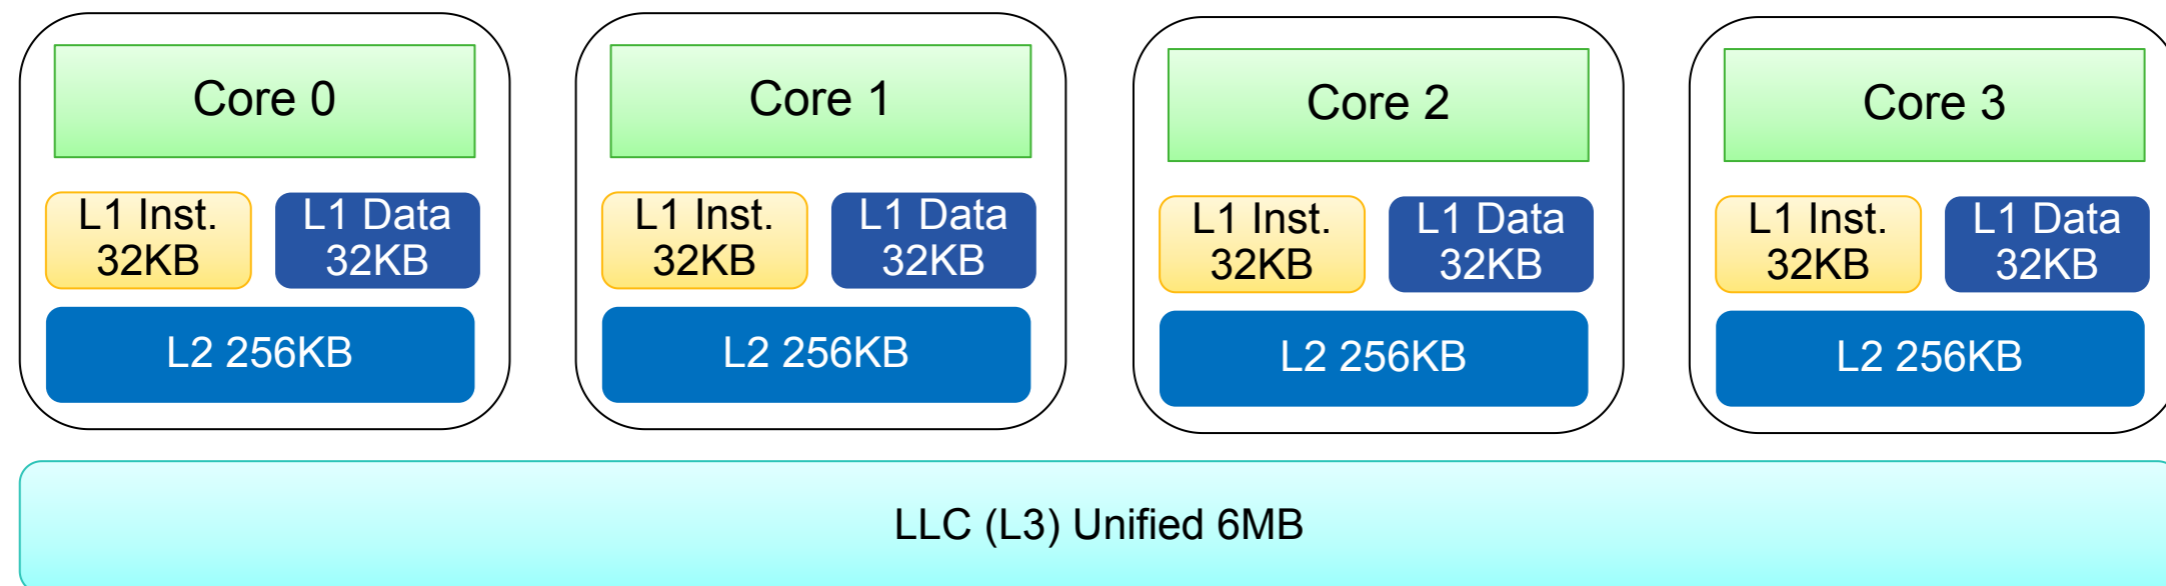 Core 0
L1 Inst.
32KB
L1 Data
32KB
L2 256KB
Core 1
L1 Inst.
32KB
L1 Data
32KB
L2 256KB
Core 2
L1 Inst.
32KB
L1 Data
32KB
L2 256KB
Core 3
L1 Inst.
32KB
L1 Data
32KB
L2 256KB
LLC (L3) Unified 6MB